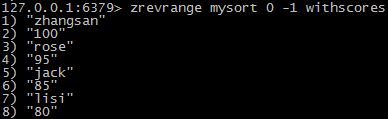 127.0.0.1:6379> zrevrange mysort 0 -1 withscores
1) "zhangsan"
2) "100"
3) "rose"
4) "95"
5) "jack"
6) "85"
7) "lisi"
8) "80"